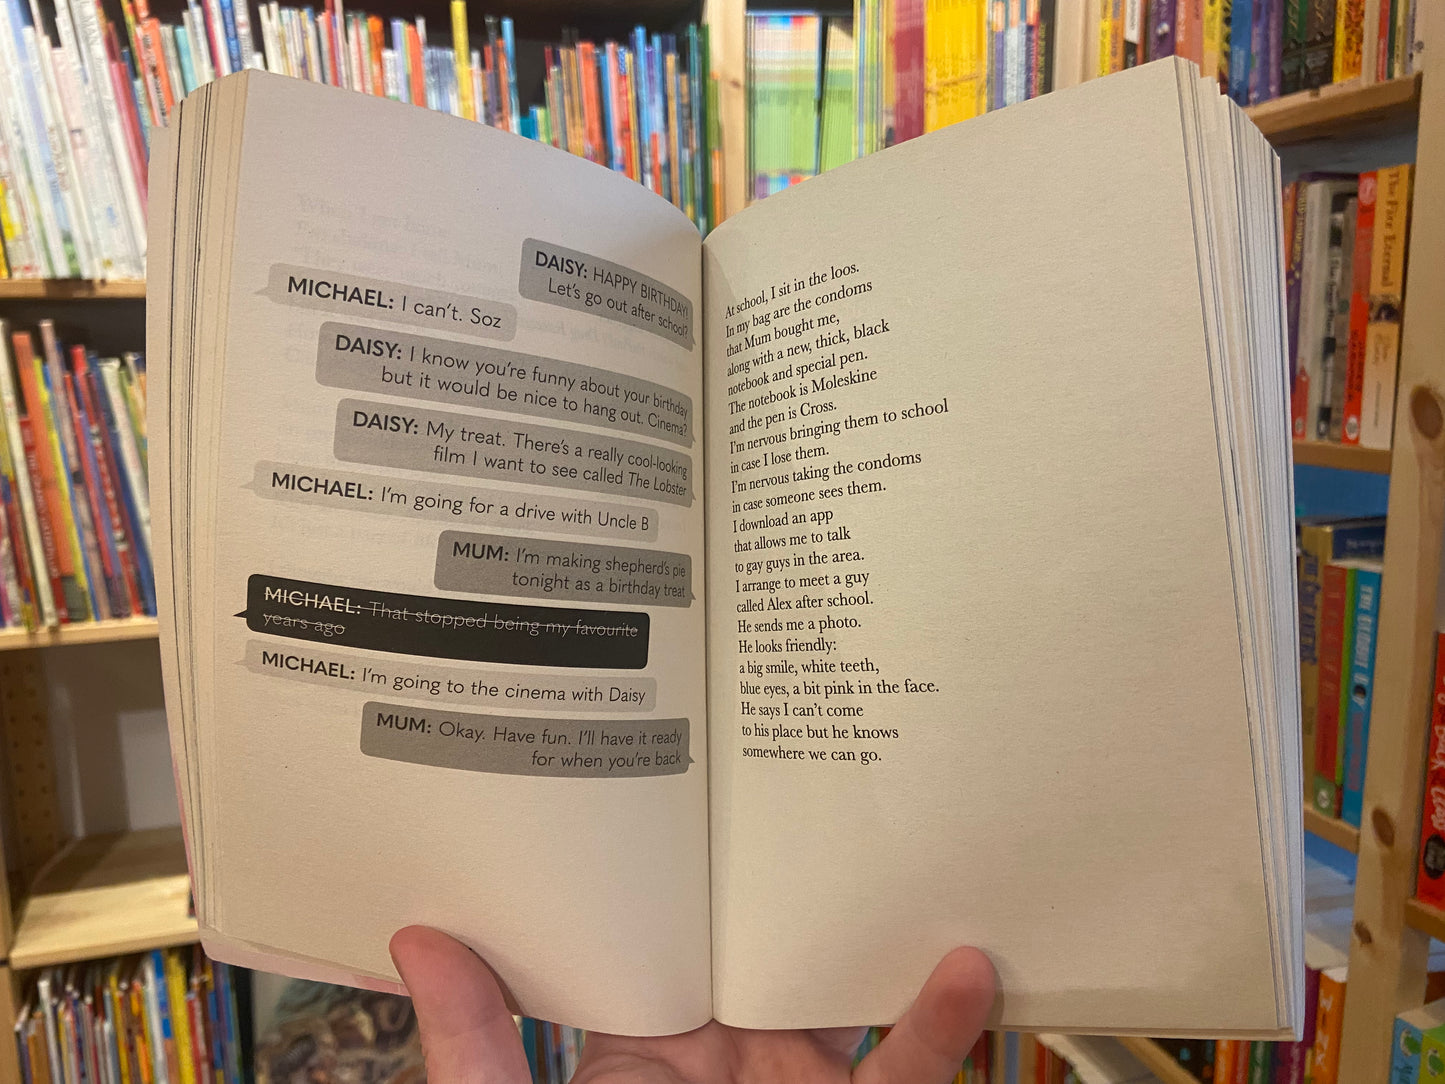 DAISY: HAPPY BIRTHDAY!
Let's go out after school?
MICHAEL: I can't. Soz
DAISY: I know you're funny about your birthday
but it would be nice to hang out. Cinema?
DAISY: My treat. There's a really cool-looking
film I want to see called The Lobster
MICHAEL: I'm going for a drive with Uncle B
MUM: I'm making shepherd's pie
tonight as a birthday treat
MICHAEL: That stopped being my favourite
years ago
MICHAEL: I'm going to the cinema with Daisy
MUM: Okay. Have fun. I'll have it ready
for when you're back
At school, I sit in the loos.
In my bag are the condoms
that Mum bought me,
along with a new, thick, black
notebook and special pen.
The notebook is Moleskine
and the pen is Cross.
I'm nervous bringing them to school
in case I lose them.
I'm nervous taking the condoms
in case someone sees them.
I download an app
that allows me to talk
to gay guys in the area.
I arrange to meet a guy
called Alex after school.
He sends me a photo.
He looks friendly:
a big smile, white teeth,
blue eyes, a bit pink in the face.
He says I can't come
to his place but he knows
somewhere we can go.